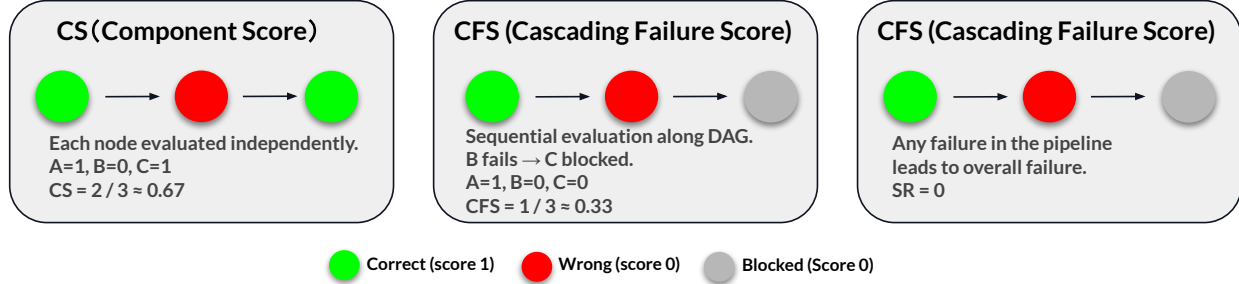 CS（Component Score）
Each node evaluated independently.
A=1, B=0, C=1
CS = 2 / 3 ≈ 0.67
CFS (Cascading Failure Score)
Sequential evaluation along DAG.
B fails → C blocked.
A=1, B=0, C=0
CFS = 1 / 3 ≈ 0.33
CFS (Cascading Failure Score)
Any failure in the pipeline
leads to overall failure.
SR = 0
Correct (score 1)
Wrong (score 0)
Blocked (Score 0)